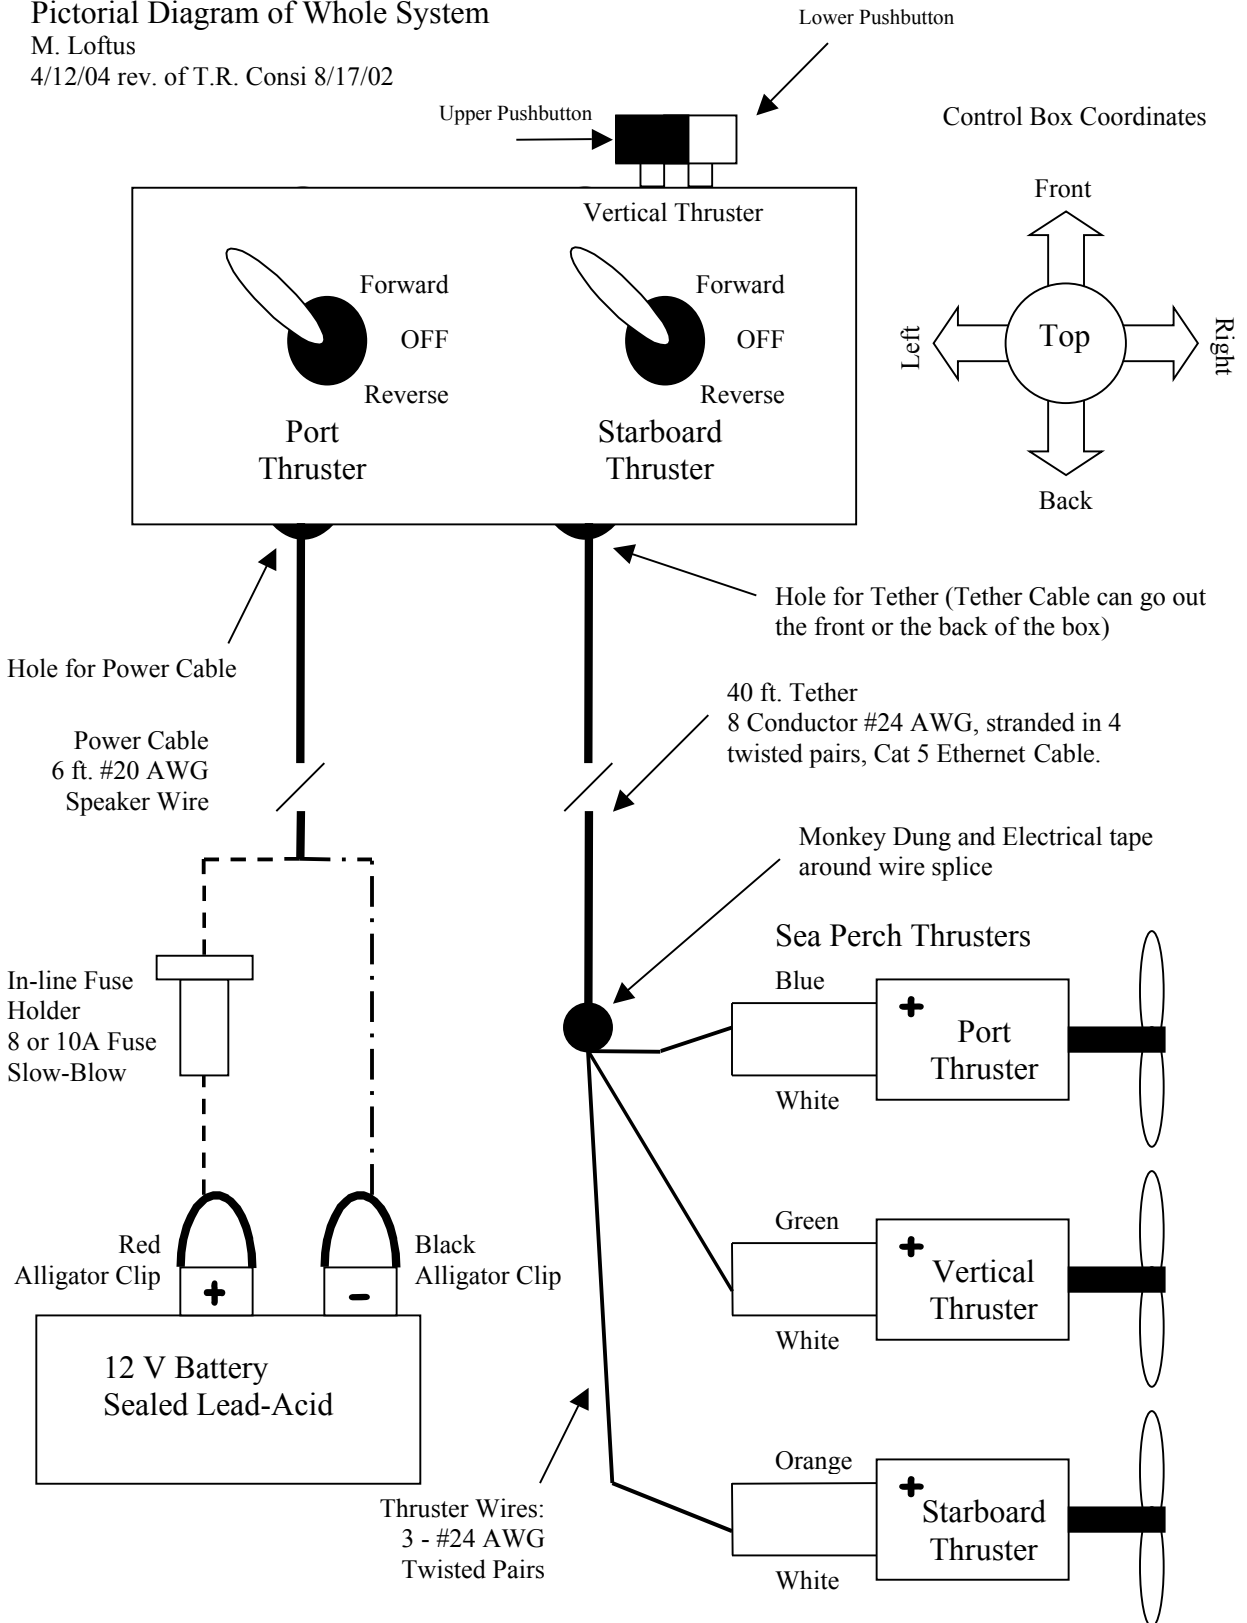 Pictorial Diagram of Whole System
M. Loftus
4/12/04 rev. of T.R. Consi 8/17/02
Lower Pushbutton
Upper Pushbutton
Control Box Coordinates
Vertical Thruster
Forward
OFF
Reverse
Port
Thruster
Forward
OFF
Reverse
Starboard
Thruster
Front
Left
Top
Right
Back
Hole for Tether (Tether Cable can go out
the front or the back of the box)
Hole for Power Cable
40 ft. Tether
8 Conductor #24 AWG, stranded in 4
twisted pairs, Cat 5 Ethernet Cable.
Power Cable
6 ft. #20 AWG
Speaker Wire
Monkey Dung and Electrical tape
around wire splice
Sea Perch Thrusters
In-line Fuse
Holder
8 or 10A Fuse
Slow-Blow
Blue
+
Port
Thruster
White
Green
+
Vertical
Thruster
White
Red
Alligator Clip
+
-
Black
Alligator Clip
12 V Battery
Sealed Lead-Acid
Orange
+
Starboard
Thruster
White
Thruster Wires:
3 - #24 AWG
Twisted Pairs